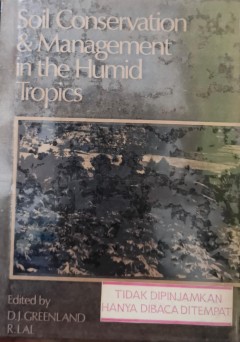 Soil Conservation
& Management
in the Humid
Tropics
TIDAK DIPINJAMKAN
HANYA DIBACA DITEMPAT
Edited by
D.J. GREENLAND
R. LAL